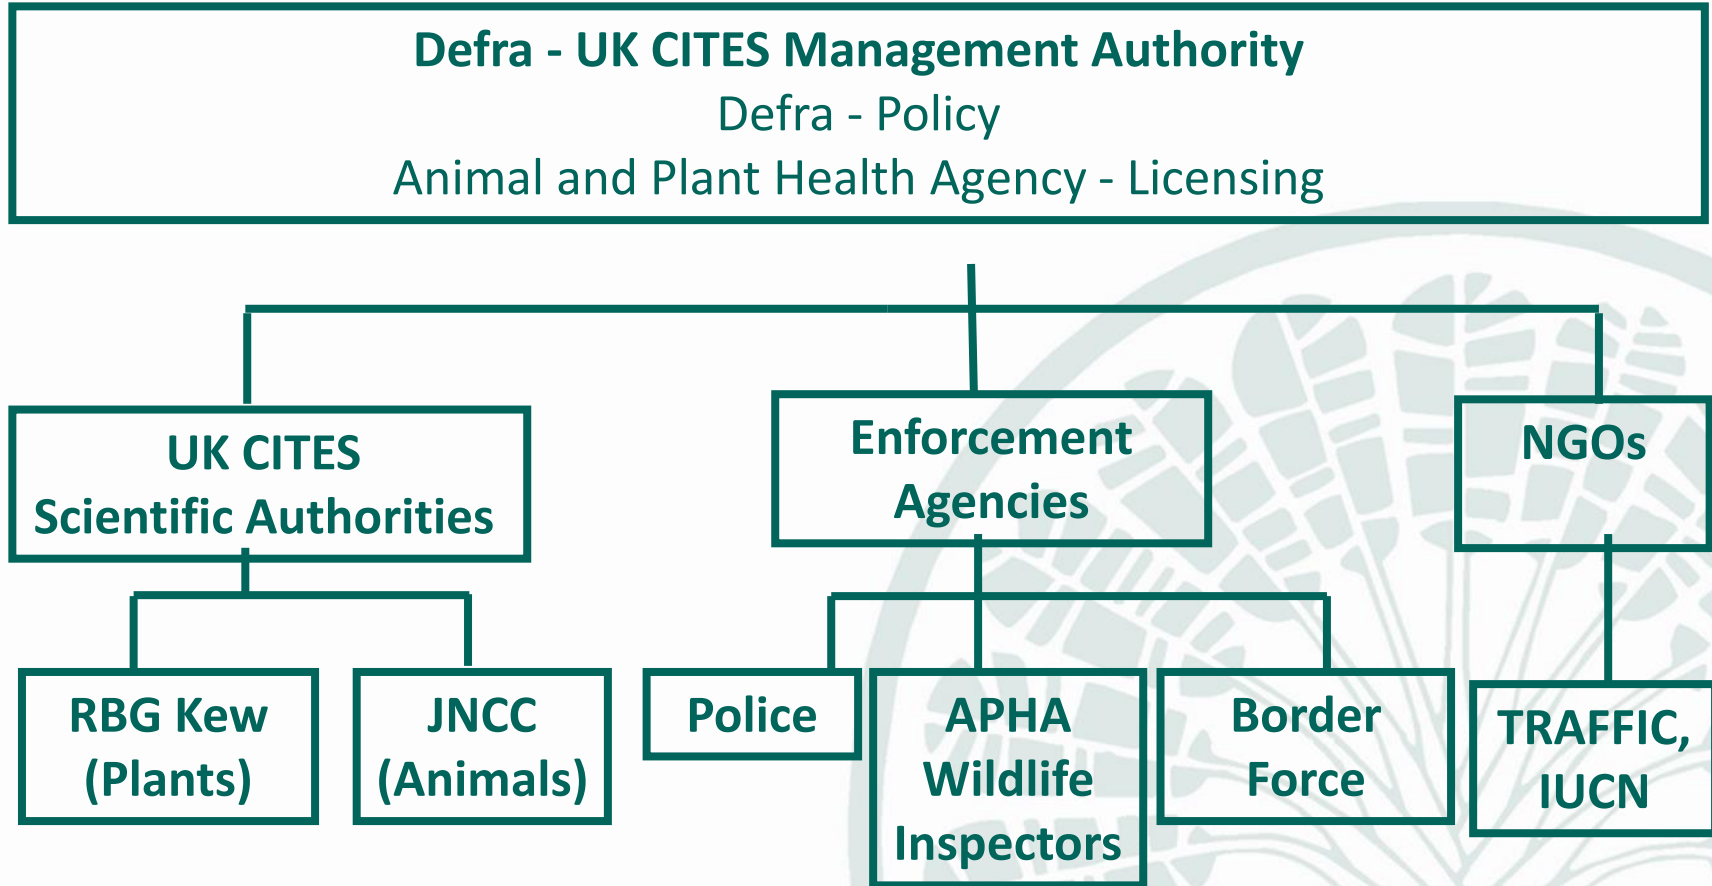 Defra - UK CITES Management Authority
Defra - Policy
Animal and Plant Health Agency - Licensing
UK CITES
Scientific Authorities
Enforcement
Agencies
NGOs
RBG Kew
(Plants)
JNCC
(Animals)
Police
APHA
Wildlife
Inspectors
Border
Force
TRAFFIC,
IUCN